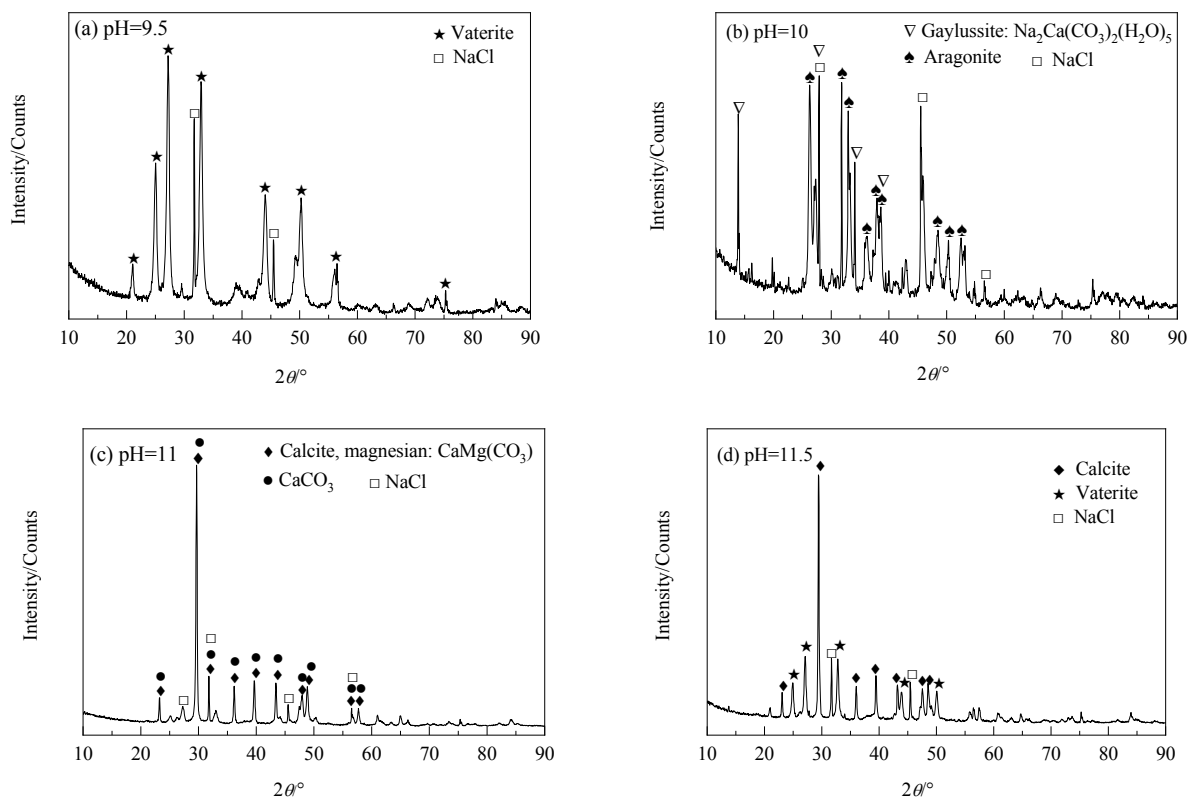 (a) pH=9.5
★ Vaterite
□ NaCl
Intensity/Counts
10 20 30 40 50 60 70 80 90
2θ/°
(b) pH=10
▽ Gaylussite: Na₂Ca(CO₃)₂(H₂O)₅
♠ Aragonite □ NaCl
Intensity/Counts
10 20 30 40 50 60 70 80 90
2θ/°
(c) pH=11
♦ Calcite, magnesian: CaMg(CO₃)
● CaCO₃ □ NaCl
Intensity/Counts
10 20 30 40 50 60 70 80 90
2θ/°
(d) pH=11.5
♦ Calcite
★ Vaterite
□ NaCl
Intensity/Counts
10 20 30 40 50 60 70 80 90
2θ/°